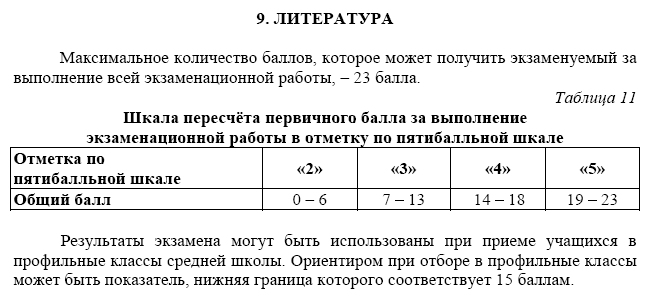 9. ЛИТЕРАТУРА
Максимальное количество баллов, которое может получить экзаменуемый за
выполнение всей экзаменационной работы, – 23 балла.
Таблица 11
Шкала пересчёта первичного балла за выполнение
экзаменационной работы в отметку по пятибалльной шкале
Отметка по
пятибалльной шкале «2» «3» «4» «5»
Общий балл 0 – 6 7 – 13 14 – 18 19 – 23
Результаты экзамена могут быть использованы при приеме учащихся в
профильные классы средней школы. Ориентиром при отборе в профильные классы
может быть показатель, нижняя граница которого соответствует 15 баллам.